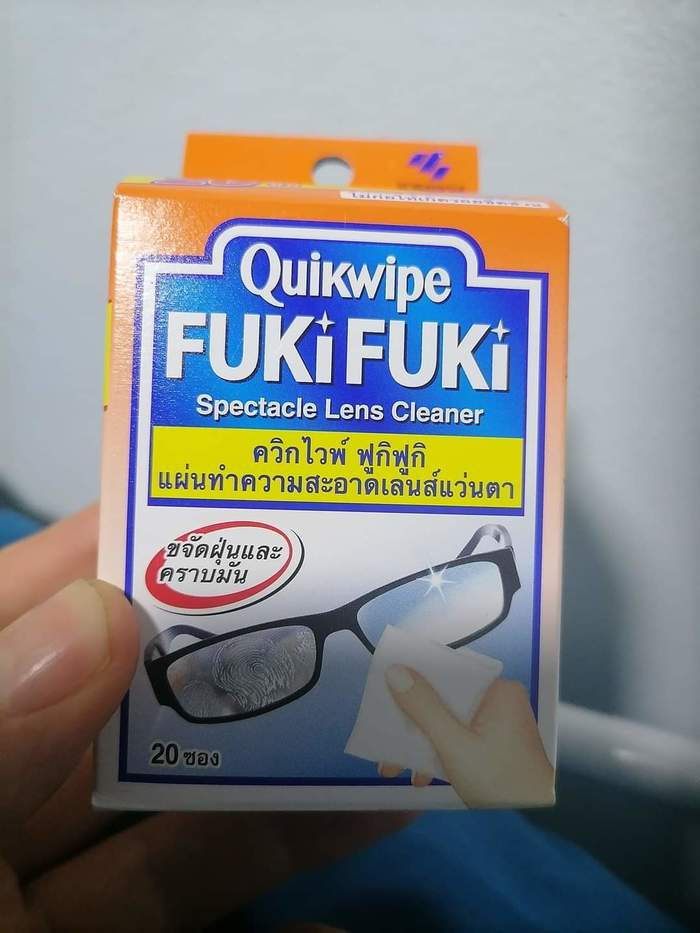 Quikwipe
FUKi FUKi
Spectacle Lens Cleaner
ควิกไวพ์ ฟูกิฟูกิ
แผ่นทำความสะอาดเลนส์แว่นตา
ขจัดฝุ่นและ
คราบมัน
20 ซอง